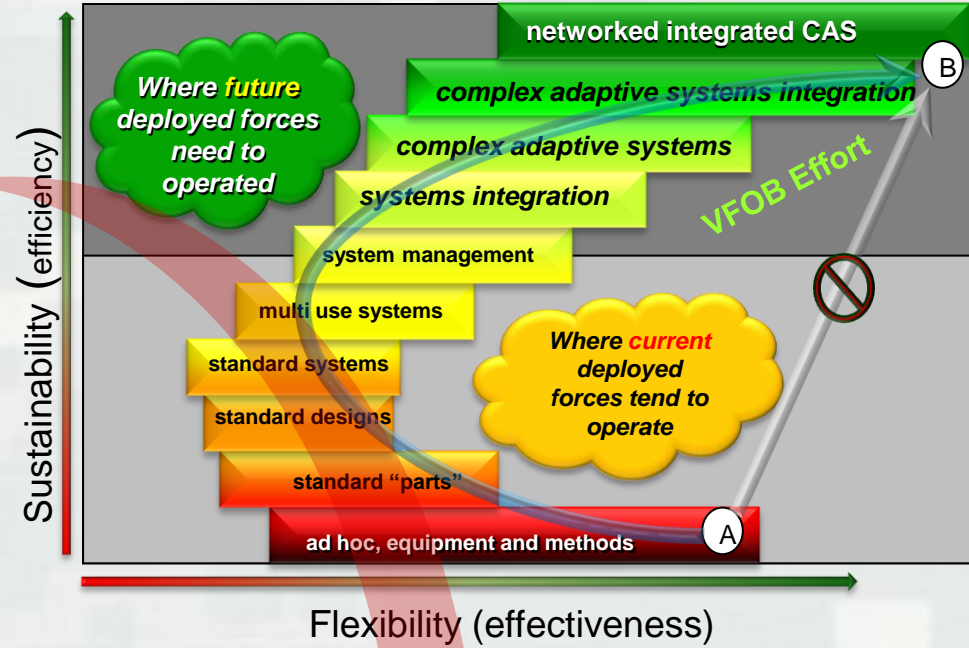 networked integrated CAS
B
complex adaptive systems integration
Where future
deployed forces
need to
operated
complex adaptive systems
VFOB Effort
systems integration
system management
multi use systems
Where current
deployed
forces tend to
operate
standard systems
standard designs
standard “parts”
A
ad hoc, equipment and methods
Sustainability (efficiency)
Flexibility (effectiveness)